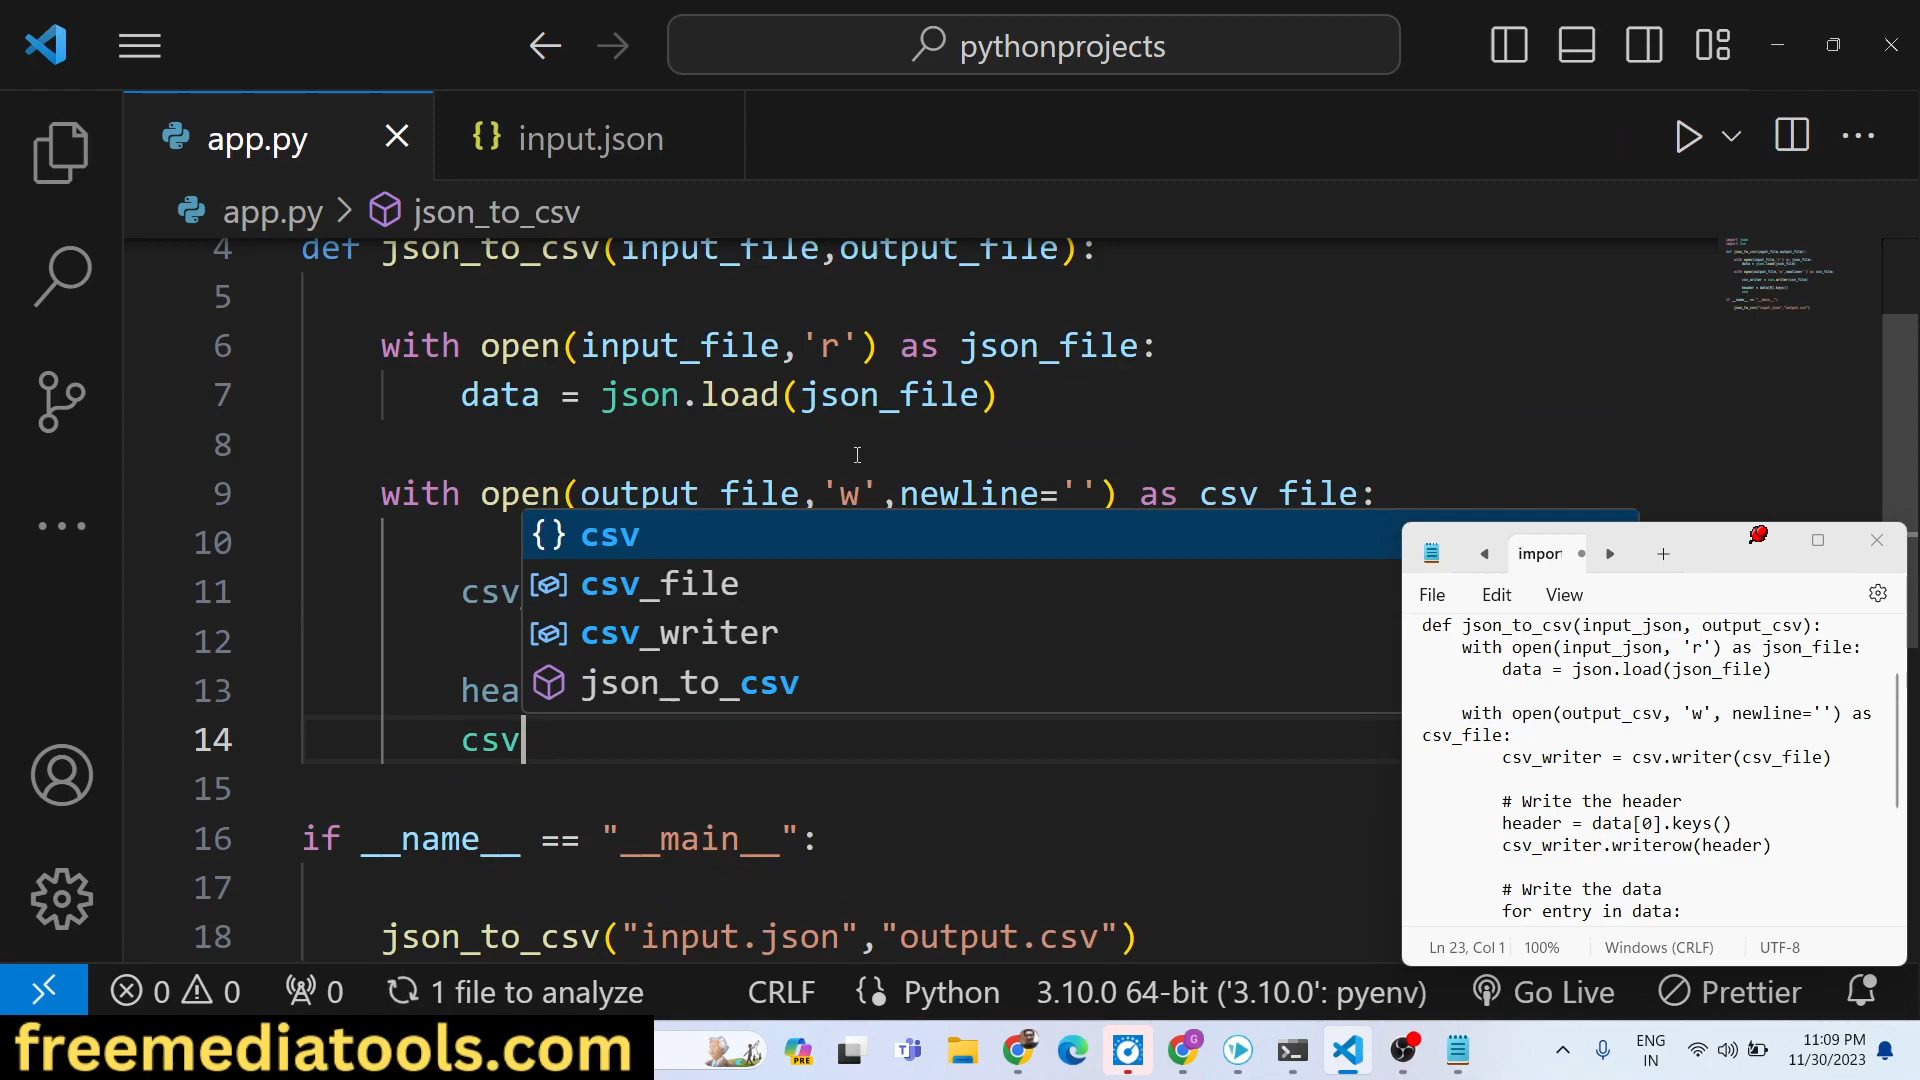 pythonprojects
app.py
input.json
app.py > json_to_csv
4 def json_to_csv(input_file,output_file):
5
6 with open(input_file,'r') as json_file:
7 data = json.load(json_file)
8
9 with open(output_file,'w',newline='') as csv_file:
10
{} csv
11 csv
csv_file
12
csv_writer
13 hea
json_to_csv
14 csv
15
16 if __name__ == "__main__":
17
18 json_to_csv("input.json","output.csv")
import
File Edit View
def json_to_csv(input_json, output_csv):
with open(input_json, 'r') as json_file:
data = json.load(json_file)
with open(output_csv, 'w', newline='') as
csv_file:
csv_writer = csv.writer(csv_file)
# Write the header
header = data[0].keys()
csv_writer.writerow(header)
# Write the data
for entry in data:
Ln 23, Col 1 100% Windows (CRLF) UTF-8
0 0 0 1 file to analyze CRLF Python 3.10.0 64-bit ('3.10.0': pyenv) Go Live Prettier
freemediatools.com
PRE
ENG
IN
11:09 PM
11/30/2023